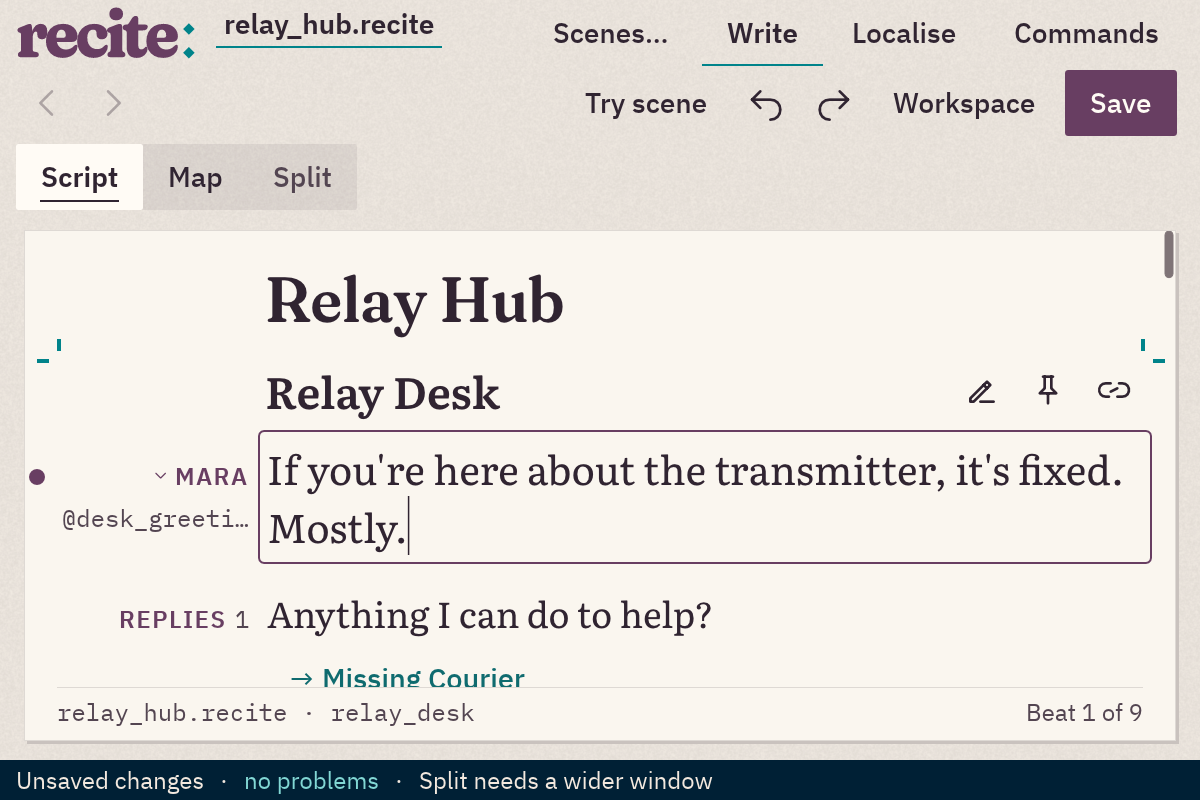 recite:
relay_hub.recite
Scenes...
Write
Localise
Commands
Try scene
Workspace
Save
Script
Map
Split
Relay Hub
Relay Desk
MARA
@desk_greeti…
If you're here about the transmitter, it's fixed.
Mostly.
REPLIES 1
Anything I can do to help?
→ Missing Courier
relay_hub.recite · relay_desk
Beat 1 of 9
Unsaved changes · no problems · Split needs a wider window